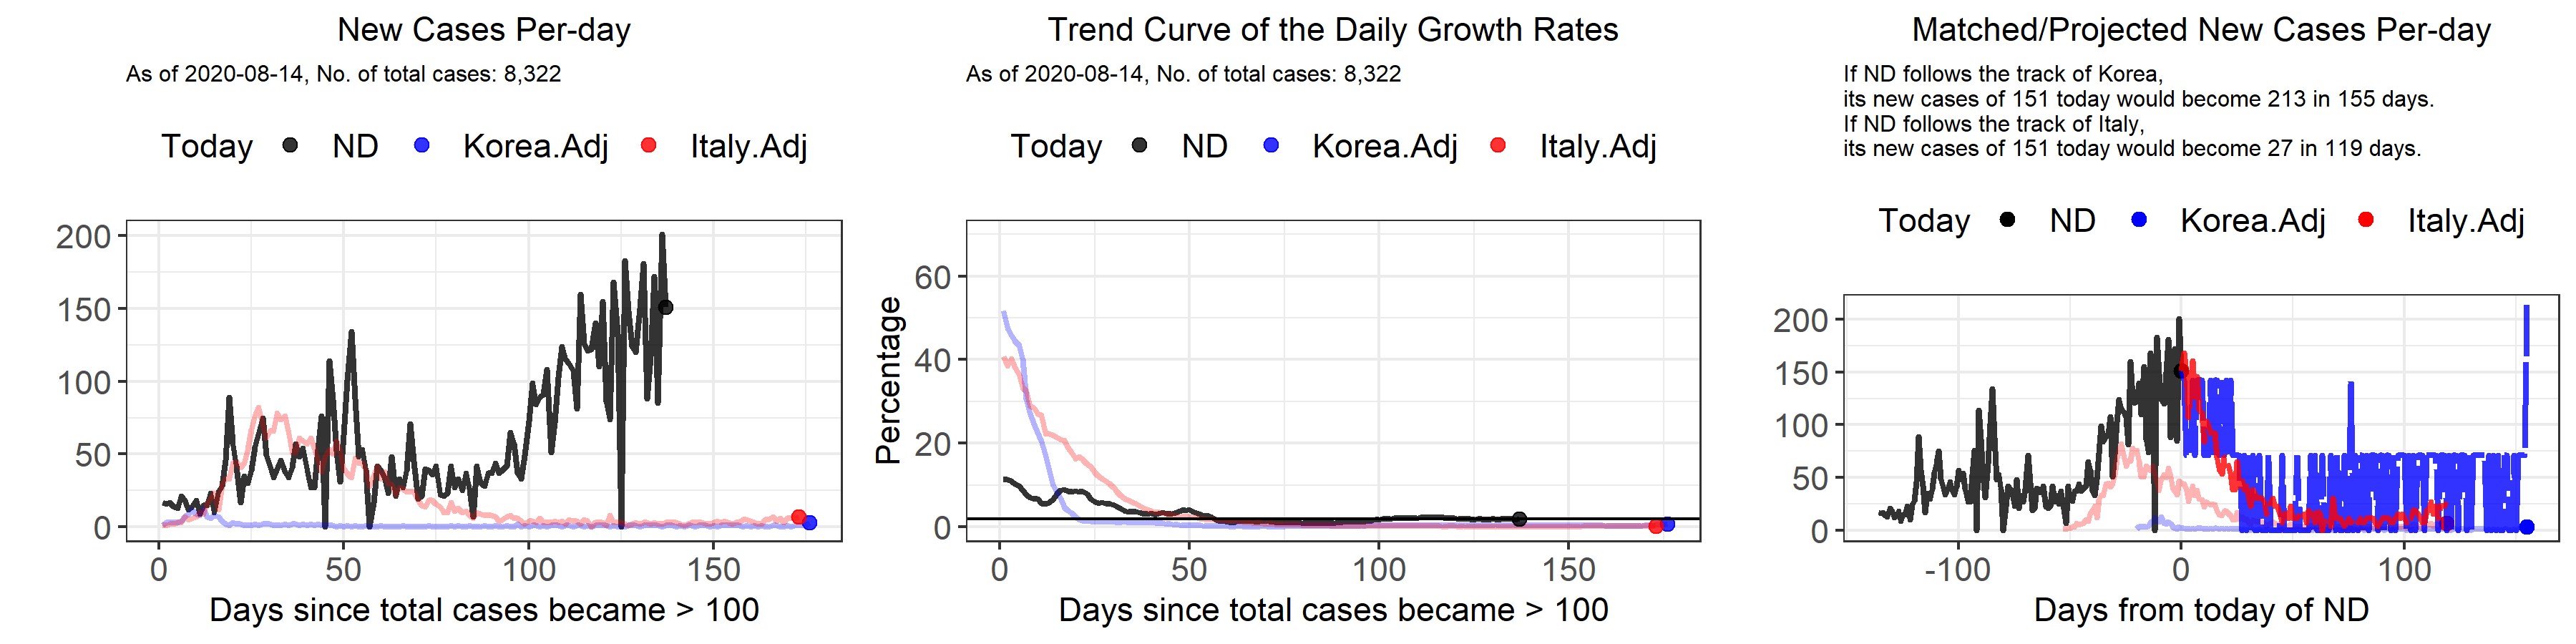 New Cases Per-day
As of 2020-08-14, No. of total cases: 8,322
Today ND Korea.Adj Italy.Adj
200
150
100
50
0
0 50 100 150
Days since total cases became > 100
Trend Curve of the Daily Growth Rates
As of 2020-08-14, No. of total cases: 8,322
Today ND Korea.Adj Italy.Adj
Percentage
60
40
20
0
0 50 100 150
Days since total cases became > 100
Matched/Projected New Cases Per-day
If ND follows the track of Korea,
its new cases of 151 today would become 213 in 155 days.
If ND follows the track of Italy,
its new cases of 151 today would become 27 in 119 days.
Today ND Korea.Adj Italy.Adj
200
150
100
50
0
-100 0 100
Days from today of ND